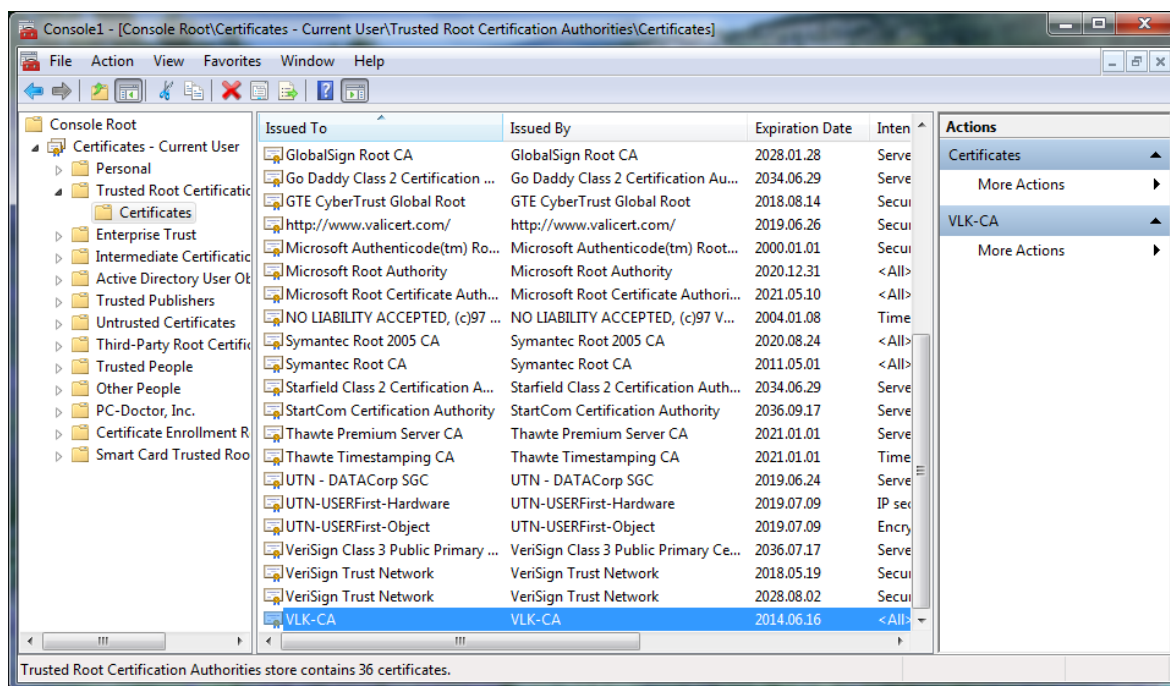 Console1 - [Console Root\Certificates - Current User\Trusted Root Certification Authorities\Certificates]
File Action View Favorites Window Help
Console Root
Certificates - Current User
Personal
Trusted Root Certificatic
Certificates
Enterprise Trust
Intermediate Certificatic
Active Directory User Ob
Trusted Publishers
Untrusted Certificates
Third-Party Root Certific
Trusted People
Other People
PC-Doctor, Inc.
Certificate Enrollment R
Smart Card Trusted Roo
Issued To Issued By Expiration Date Inten
GlobalSign Root CA GlobalSign Root CA 2028.01.28 Serve
Go Daddy Class 2 Certification ... Go Daddy Class 2 Certification Au... 2034.06.29 Serve
GTE CyberTrust Global Root GTE CyberTrust Global Root 2018.08.14 Secu
http://www.valicert.com/ http://www.valicert.com/ 2019.06.26 Secu
Microsoft Authenticode(tm) Ro... Microsoft Authenticode(tm) Root... 2000.01.01 Secu
Microsoft Root Authority Microsoft Root Authority 2020.12.31 <All>
Microsoft Root Certificate Auth... Microsoft Root Certificate Authori... 2021.05.10 <All>
NO LIABILITY ACCEPTED, (c)97 ... NO LIABILITY ACCEPTED, (c)97 V... 2004.01.08 Time
Symantec Root 2005 CA Symantec Root 2005 CA 2020.08.24 <All>
Symantec Root CA Symantec Root CA 2011.05.01 <All>
Starfield Class 2 Certification A... Starfield Class 2 Certification Auth... 2034.06.29 Serve
StartCom Certification Authority StartCom Certification Authority 2036.09.17 Serve
Thawte Premium Server CA Thawte Premium Server CA 2021.01.01 Serve
Thawte Timestamping CA Thawte Timestamping CA 2021.01.01 Time
UTN - DATACorp SGC UTN - DATACorp SGC 2019.06.24 Serve
UTN-USERFirst-Hardware UTN-USERFirst-Hardware 2019.07.09 IP sec
UTN-USERFirst-Object UTN-USERFirst-Object 2019.07.09 Encry
VeriSign Class 3 Public Primary ... VeriSign Class 3 Public Primary Ce... 2036.07.17 Serve
VeriSign Trust Network VeriSign Trust Network 2018.05.19 Secu
VeriSign Trust Network VeriSign Trust Network 2028.08.02 Secu
VLK-CA VLK-CA 2014.06.16 <All>
Actions
Certificates
More Actions
VLK-CA
More Actions
Trusted Root Certification Authorities store contains 36 certificates.